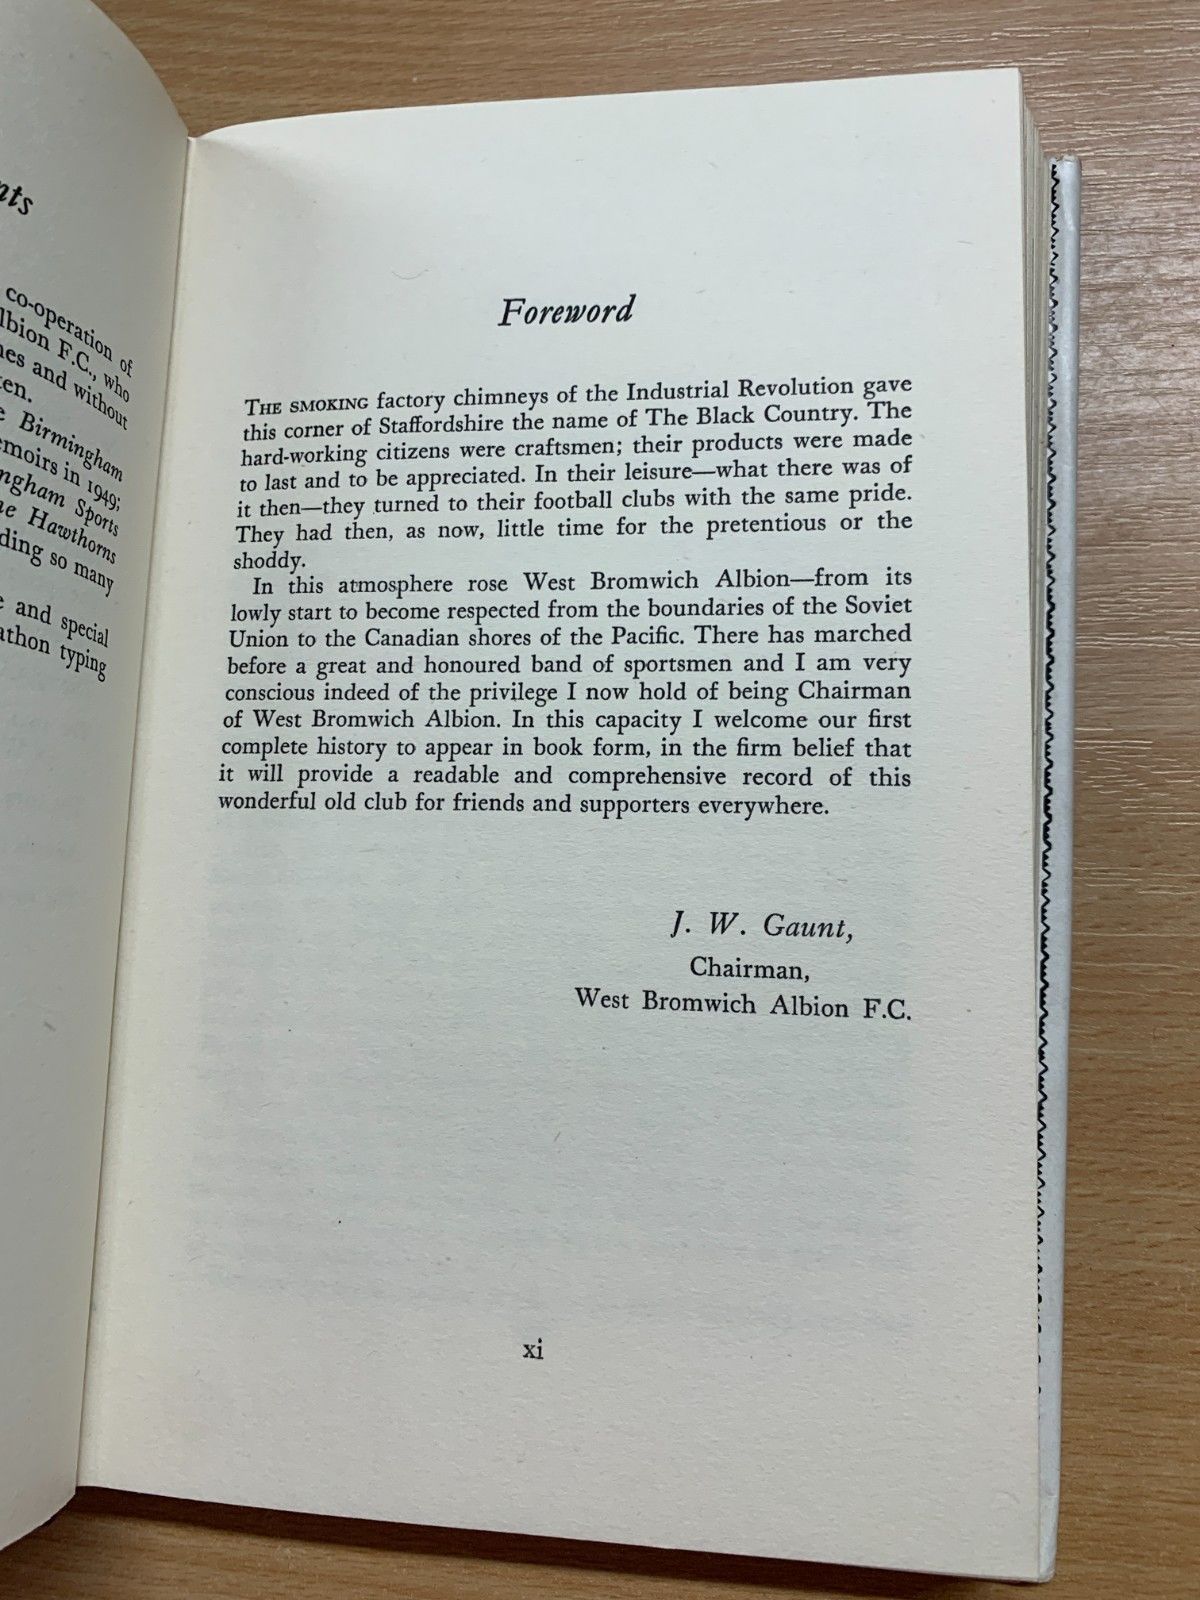 nts
co-operation of
lbion F.C., who
es and without
en.
Birmingham
emoirs in 1949;
ngham Sports
e Hawthorns
ding so many
and special
athon typing
Foreword
THE SMOKING factory chimneys of the Industrial Revolution gave
this corner of Staffordshire the name of The Black Country. The
hard-working citizens were craftsmen; their products were made
to last and to be appreciated. In their leisure—what there was of
it then—they turned to their football clubs with the same pride.
They had then, as now, little time for the pretentious or the
shoddy.
In this atmosphere rose West Bromwich Albion—from its
lowly start to become respected from the boundaries of the Soviet
Union to the Canadian shores of the Pacific. There has marched
before a great and honoured band of sportsmen and I am very
conscious indeed of the privilege I now hold of being Chairman
of West Bromwich Albion. In this capacity I welcome our first
complete history to appear in book form, in the firm belief that
it will provide a readable and comprehensive record of this
wonderful old club for friends and supporters everywhere.
J. W. Gaunt,
Chairman,
West Bromwich Albion F.C.
xi